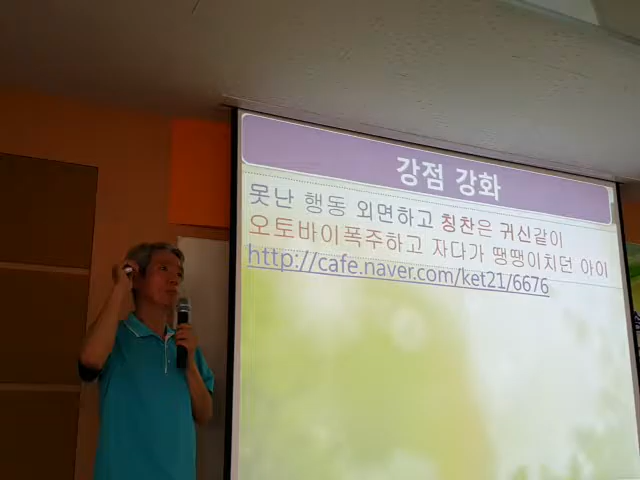 강점 강화
못난 행동 외면하고 칭찬은 귀신같이
오토바이폭주하고 자다가 땡땡이치던 아이
http://cafe.naver.com/ket21/6676